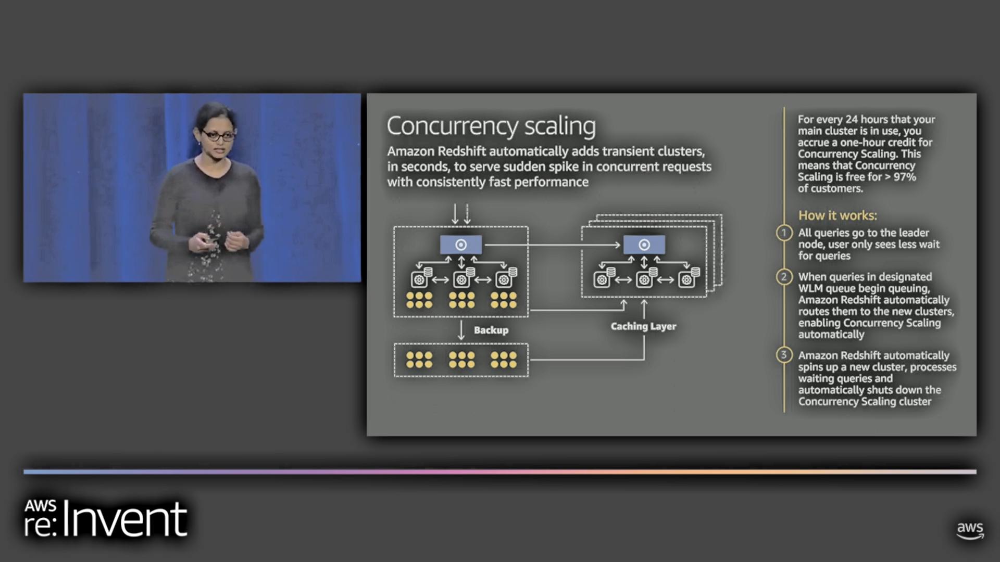 Concurrency scaling
Amazon Redshift automatically adds transient clusters,
in seconds, to serve sudden spike in concurrent requests
with consistently fast performance
Backup
Caching Layer
For every 24 hours that your
main cluster is in use, you
accrue a one-hour credit for
Concurrency Scaling. This
means that Concurrency
Scaling is free for > 97%
of customers.
How it works:
1
All queries go to the leader
node, user only sees less wait
for queries
2
When queries in designated
WLM queue begin queuing,
Amazon Redshift automatically
routes them to the new clusters,
enabling Concurrency Scaling
automatically
3
Amazon Redshift automatically
spins up a new cluster, processes
waiting queries and
automatically shuts down the
Concurrency Scaling cluster
AWS
re:Invent
aws